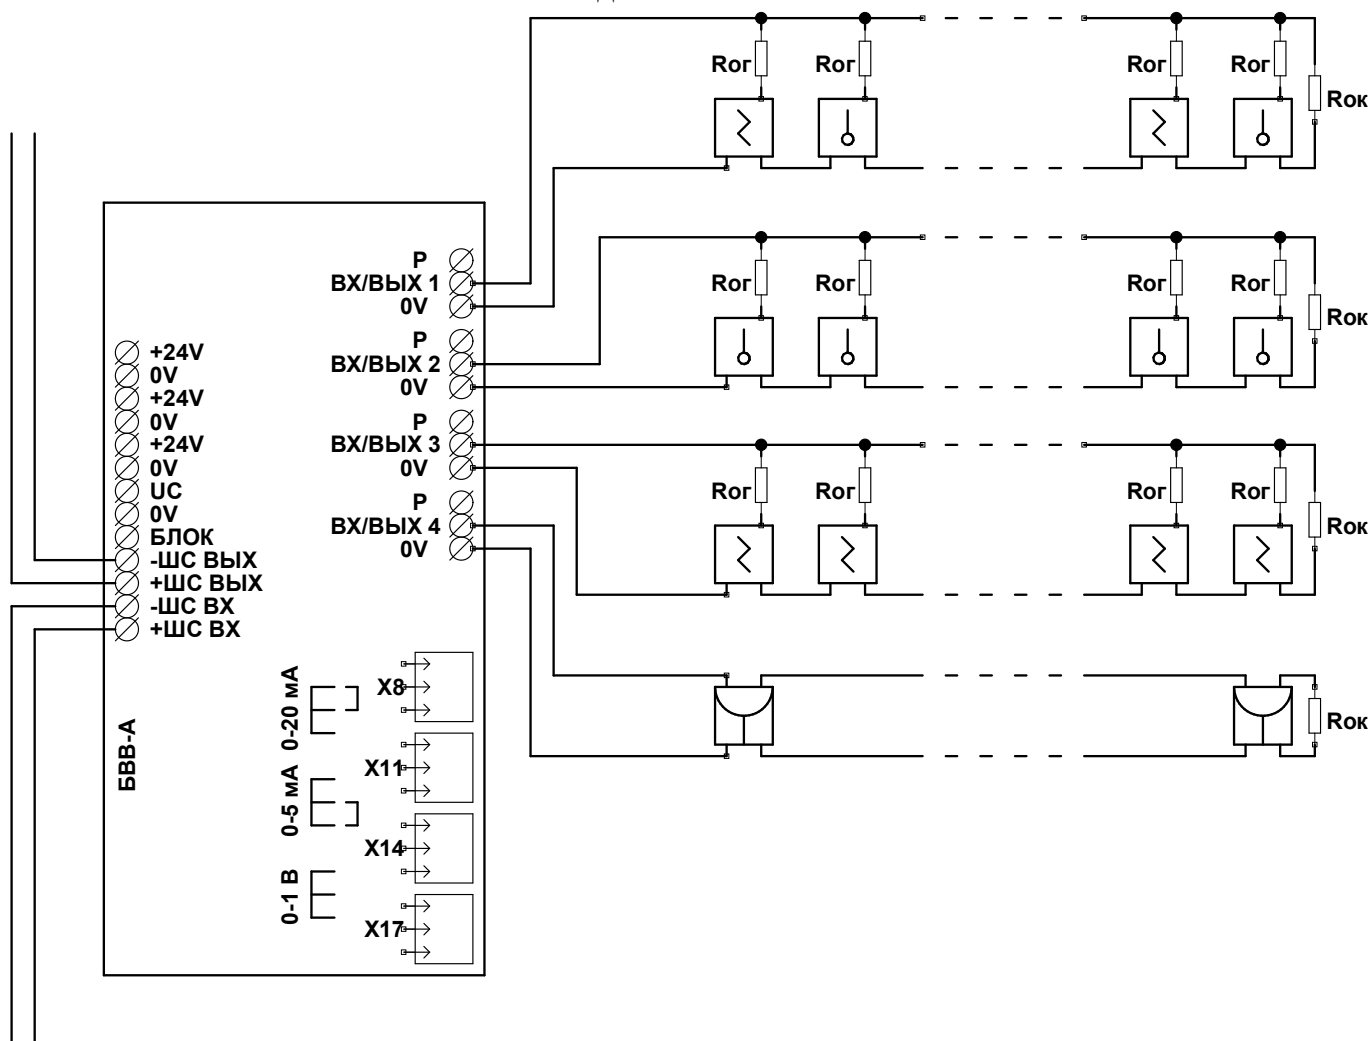 Rог Rог Rог Rог Rок
P
ВХ/ВЫХ 1
0V
Rог Rог Rог Rог Rок
P
ВХ/ВЫХ 2
0V
P
ВХ/ВЫХ 3
0V
Rог Rог Rог Rог Rок
P
ВХ/ВЫХ 4
0V
+24V
0V
+24V
0V
+24V
0V
UC
0V
БЛОК
-ШС ВЫХ
+ШС ВЫХ
-ШС ВХ
+ШС ВХ
Rок
БВВ-А
0-20 мА
0-5 мА
0-1 В
X8
X11
X14
X17